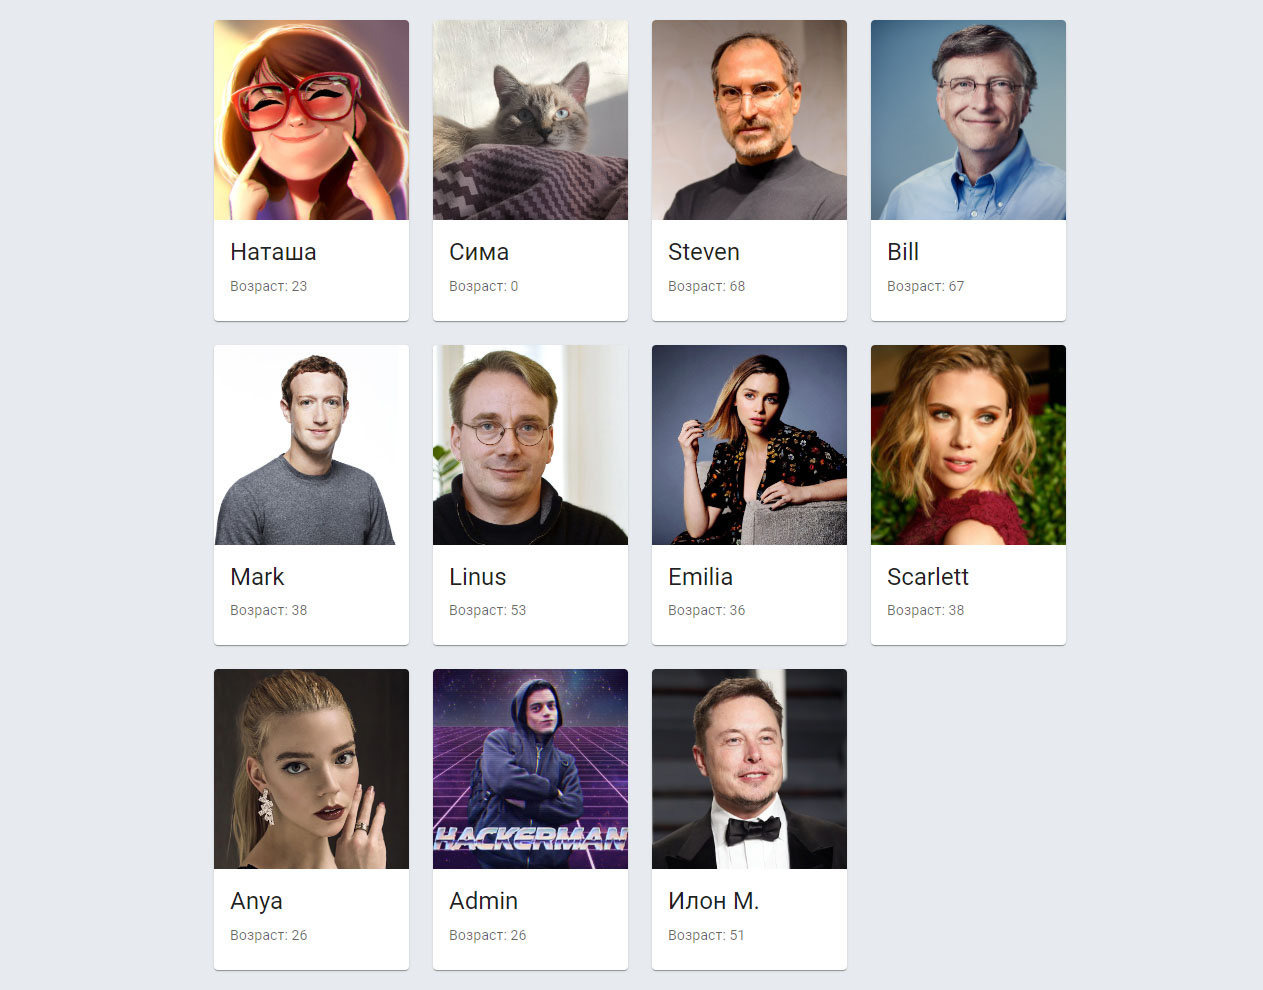 Наташа
Возраст: 23
Сима
Возраст: 0
Steven
Возраст: 68
Bill
Возраст: 67
Mark
Возраст: 38
Linus
Возраст: 53
Emilia
Возраст: 36
Scarlett
Возраст: 38
Anya
Возраст: 26
HACKERMAN
Admin
Возраст: 26
Илон М.
Возраст: 51